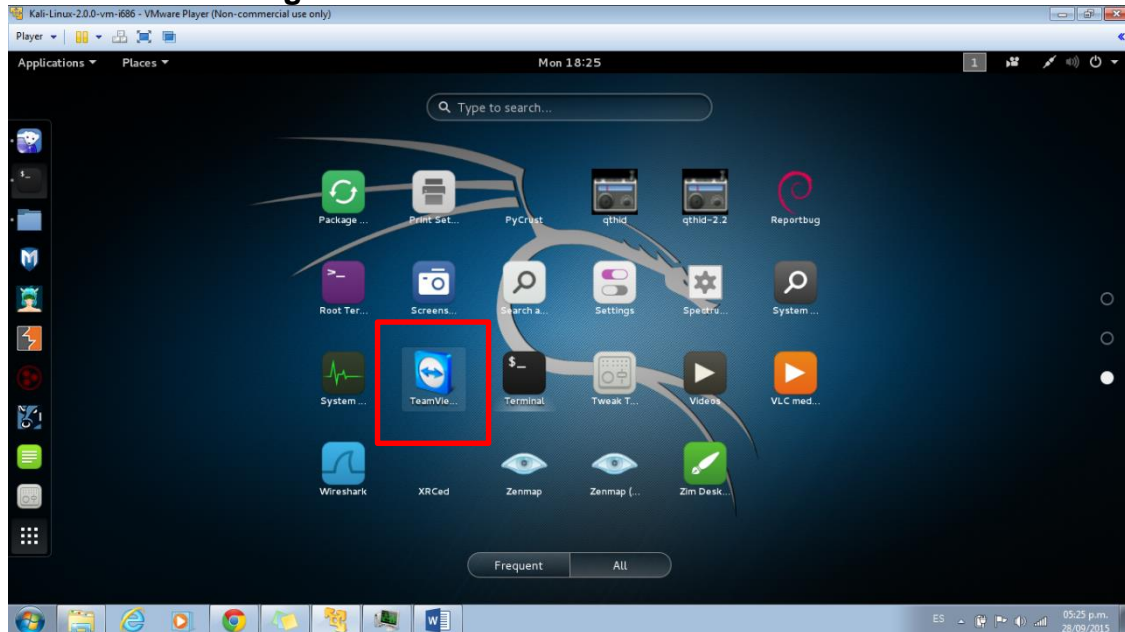 Kali-Linux-2.0.0-vm-i686 - VMware Player (Non-commercial use only)
Player
Applications Places Mon 18:25 1
Type to search...
Package ... Print Set... PyCrust qthid qthid-2.2 Reportbug
Root Ter... Screens... Search a... Settings Spectru... System ...
System ... TeamVie... Terminal Tweak T... Videos VLC med...
Wireshark XRCed Zenmap Zenmap (... Zim Desk...
Frequent All
ES 05:25 p.m.
28/09/2015